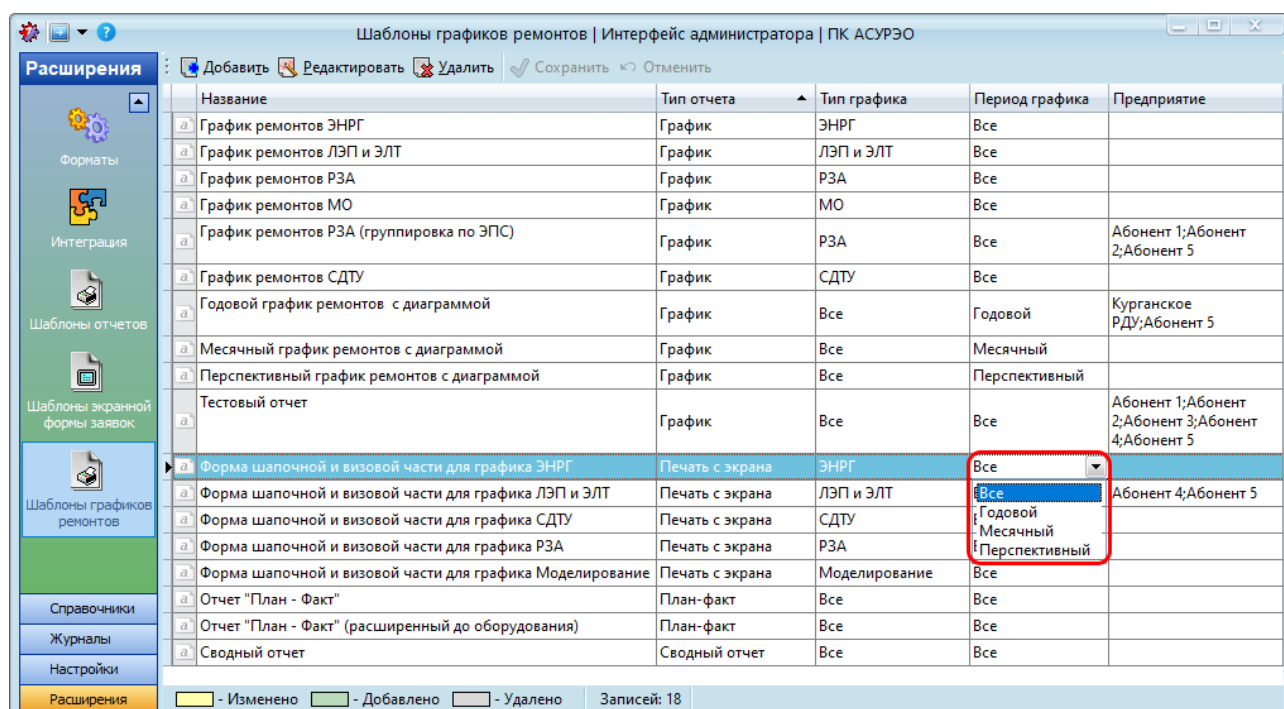 Шаблоны графиков ремонтов | Интерфейс администратора | ПК АСУРЭО
Расширения
Добавить Редактировать Удалить Сохранить Отменить
Форматы
Интеграция
Шаблоны отчетов
Шаблоны экранной
формы заявок
Шаблоны графиков
ремонтов
Справочники
Журналы
Настройки
Расширения
Название Тип отчета Тип графика Период графика Предприятие
График ремонтов ЭНРГ График ЭНРГ Все
График ремонтов ЛЭП и ЭЛТ График ЛЭП и ЭЛТ Все
График ремонтов РЗА График РЗА Все
График ремонтов МО График МО Все
График ремонтов РЗА (группировка по ЭПС) График РЗА Все Абонент 1;Абонент
2;Абонент 5
График ремонтов СДТУ График СДТУ Все
Годовой график ремонтов с диаграммой График Все Годовой Курганское
РДУ;Абонент 5
Месячный график ремонтов с диаграммой График Все Месячный
Перспективный график ремонтов с диаграммой График Все Перспективный
Тестовый отчет График Все Все Абонент 1;Абонент
2;Абонент 3;Абонент
4;Абонент 5
Форма шапочной и визовой части для графика ЭНРГ Печать с экрана ЭНРГ Все
Форма шапочной и визовой части для графика ЛЭП и ЭЛТ Печать с экрана ЛЭП и ЭЛТ Все Абонент 4;Абонент 5
Форма шапочной и визовой части для графика СДТУ Печать с экрана СДТУ Годовой
Месячный
Форма шапочной и визовой части для графика РЗА Печать с экрана РЗА Перспективный
Форма шапочной и визовой части для графика Моделирование Печать с экрана Моделирование Все
Отчет "План - Факт" План-факт Все Все
Отчет "План - Факт" (расширенный до оборудования) План-факт Все Все
Сводный отчет Сводный отчет Все Все
- Изменено - Добавлено - Удалено Записей: 18